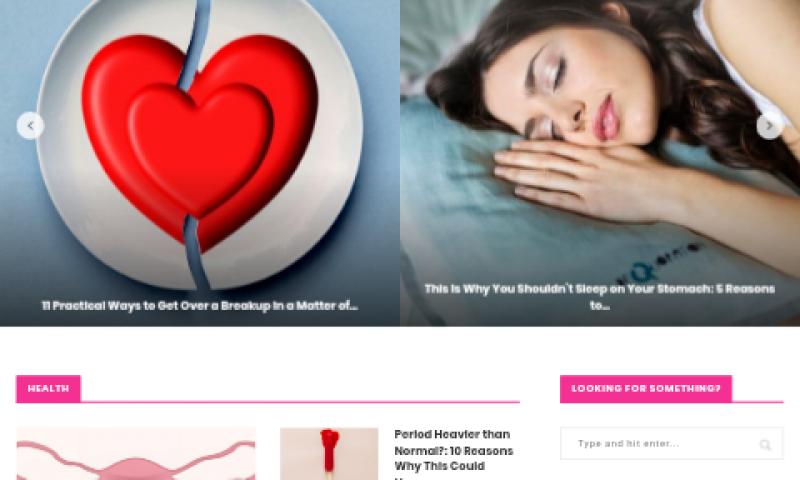 11 Practical Ways to Get Over a Breakup in a Matter of...
This Is Why You Shouldn't Sleep on Your Stomach: 5 Reasons
to...
HEALTH
LOOKING FOR SOMETHING?
Period Heavier than
Normal?: 10 Reasons
Why This Could
Type and hit enter...